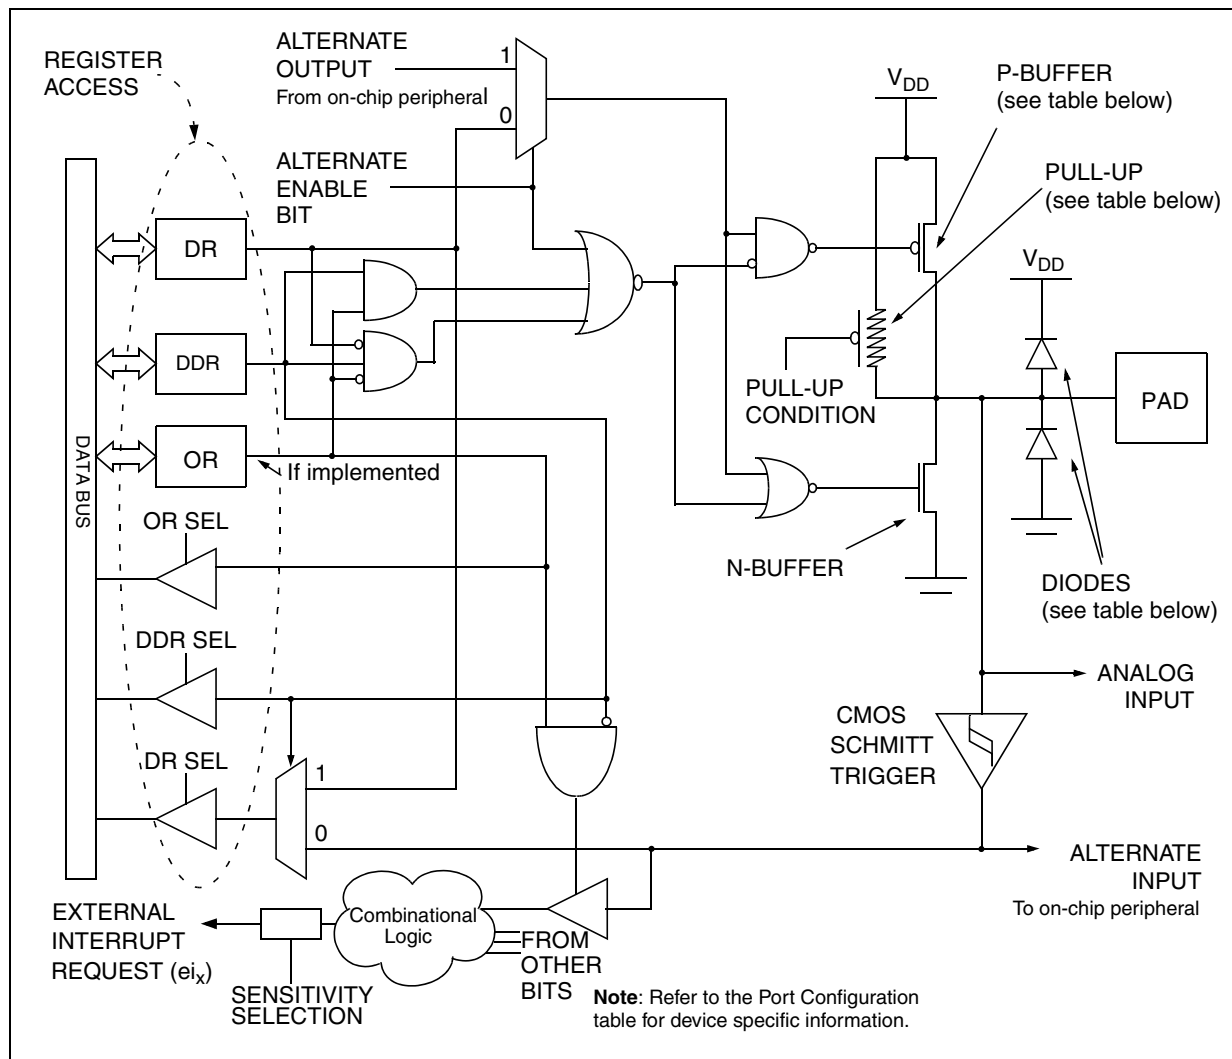 REGISTER
ACCESS
ALTERNATE
OUTPUT
From on-chip peripheral
1
0
ALTERNATE
ENABLE
BIT
V_DD
P-BUFFER
(see table below)
PULL-UP
(see table below)
V_DD
DR
DDR
OR
If implemented
DATA BUS
PULL-UP
CONDITION
PAD
OR SEL
N-BUFFER
DIODES
(see table below)
DDR SEL
ANALOG
INPUT
CMOS
SCHMITT
TRIGGER
DR SEL
1
0
ALTERNATE
INPUT
To on-chip peripheral
EXTERNAL
INTERRUPT
REQUEST (ei_x)
Combinational
Logic
SENSITIVITY
SELECTION
FROM
OTHER
BITS
Note: Refer to the Port Configuration
table for device specific information.